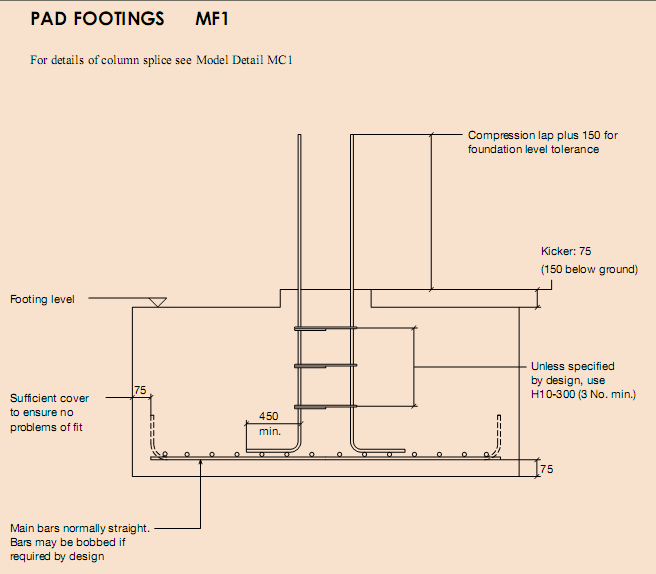 PAD FOOTINGS MF1
For details of column splice see Model Detail MC1
Compression lap plus 150 for
foundation level tolerance
Kicker: 75
(150 below ground)
Footing level
Unless specified
by design, use
H10-300 (3 No. min.)
75
Sufficient cover
to ensure no
problems of fit
450
min.
75
Main bars normally straight.
Bars may be bobbed if
required by design